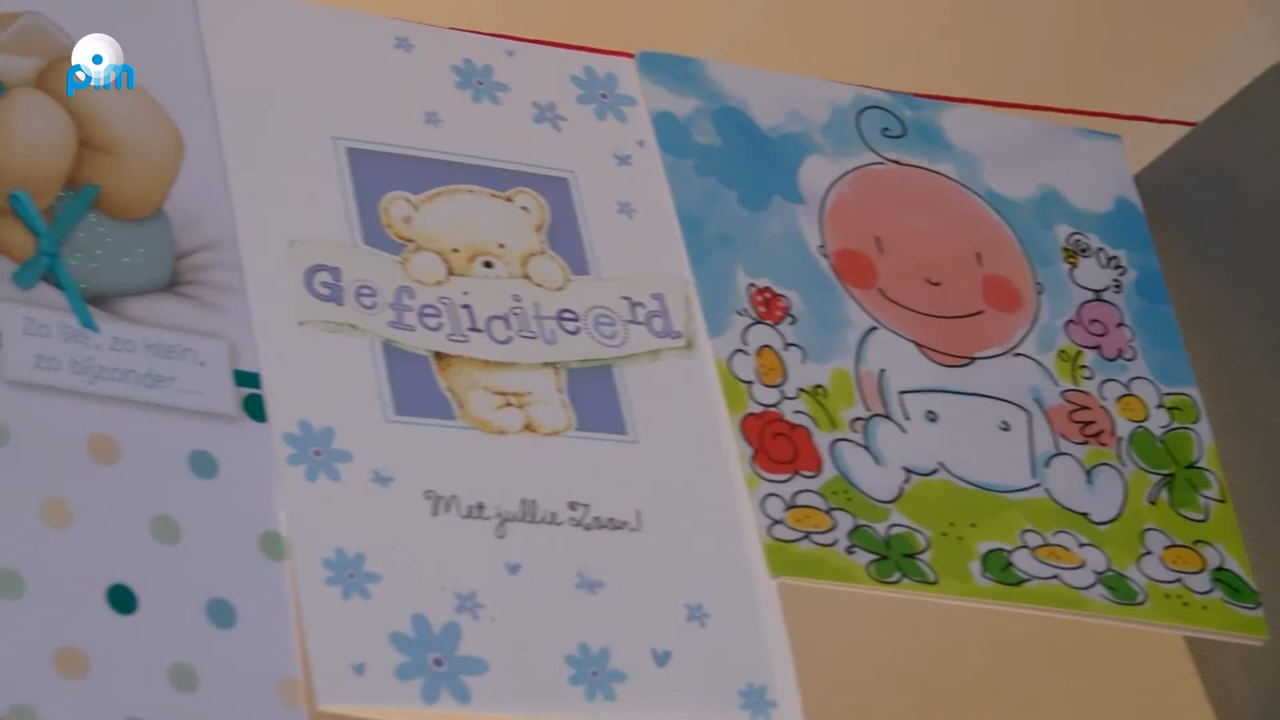 pim
Zo lief, zo klein,
zo bijzonder...
Gefeliciteerd
Met jullie Zoon!